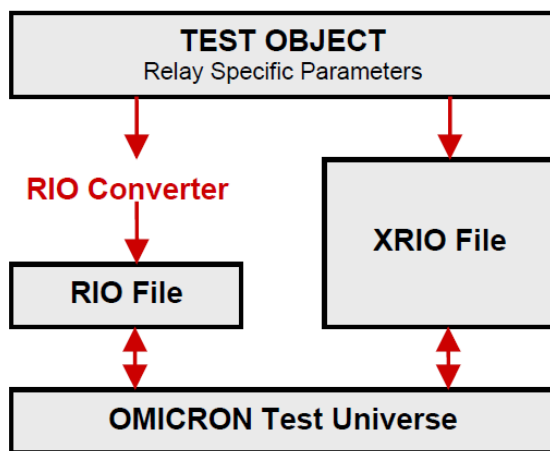 TEST OBJECT
Relay Specific Parameters
RIO Converter
XRIO File
RIO File
OMICRON Test Universe